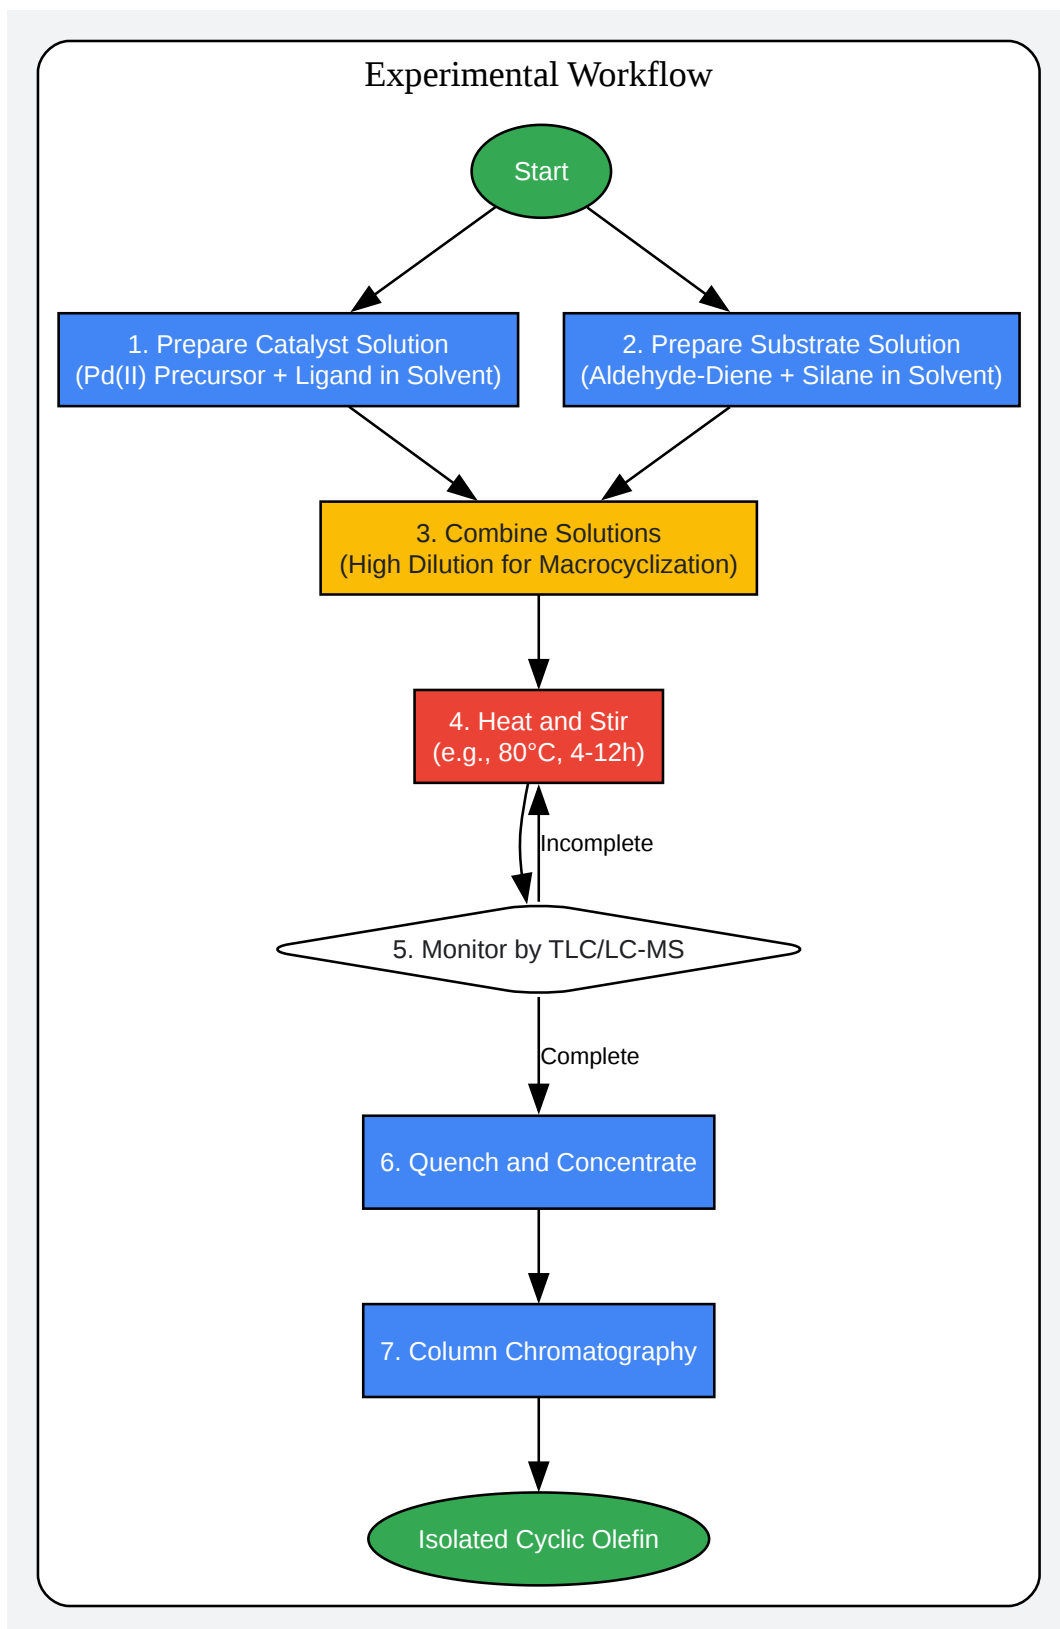 Experimental Workflow
Start
1. Prepare Catalyst Solution
(Pd(II) Precursor + Ligand in Solvent)
2. Prepare Substrate Solution
(Aldehyde-Diene + Silane in Solvent)
3. Combine Solutions
(High Dilution for Macrocyclization)
4. Heat and Stir
(e.g., 80°C, 4-12h)
Incomplete
5. Monitor by TLC/LC-MS
Complete
6. Quench and Concentrate
7. Column Chromatography
Isolated Cyclic Olefin